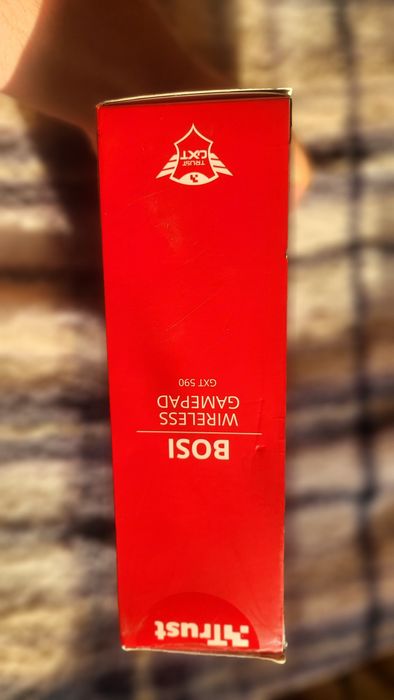 Trust
BOSI
WIRELESS
GAMEPAD
GXT 590
TRUST
GXT